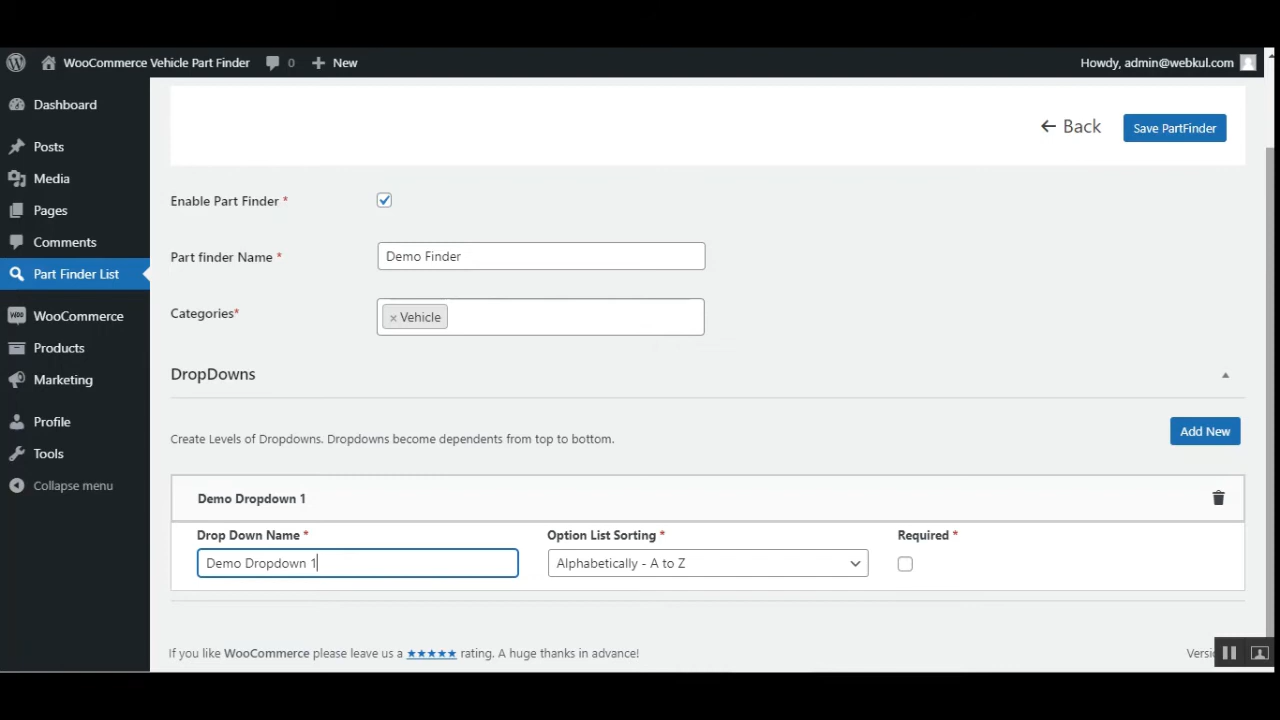 WooCommerce Vehicle Part Finder 0 New Howdy, admin@webkul.com
Dashboard
Posts
Media
Pages
Comments
Part Finder List
WooCommerce
Products
Marketing
Profile
Tools
Collapse menu
← Back Save PartFinder
Enable Part Finder *
Part finder Name * Demo Finder
Categories* × Vehicle
DropDowns
Create Levels of Dropdowns. Dropdowns become dependents from top to bottom. Add New
Demo Dropdown 1
Drop Down Name * Option List Sorting * Required *
Demo Dropdown 1 Alphabetically - A to Z
If you like WooCommerce please leave us a ★★★★★ rating. A huge thanks in advance!